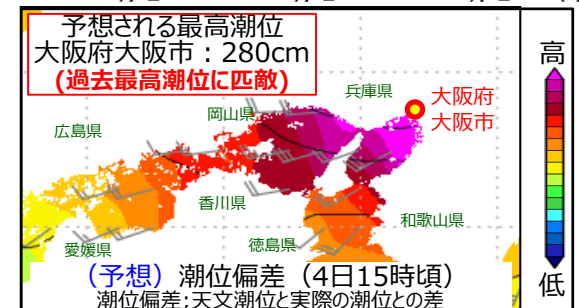 予想される最高潮位
大阪府大阪市：280cm
(過去最高潮位に匹敵)
高
兵庫県
大阪府
大阪市
岡山県
広島県
香川県
和歌山県
愛媛県
徳島県
（予想）潮位偏差（4日15時頃）
潮位偏差;天文潮位と実際の潮位との差
低